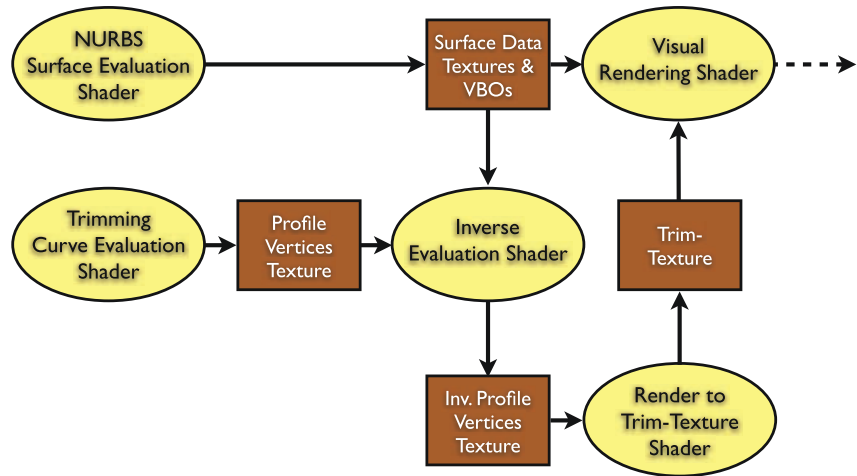 NURBS
Surface Evaluation
Shader
Surface Data
Textures &
VBOs
Visual
Rendering Shader
Trimming
Curve Evaluation
Shader
Profile
Vertices
Texture
Inverse
Evaluation Shader
Trim-
Texture
Inv. Profile
Vertices
Texture
Render to
Trim-Texture
Shader